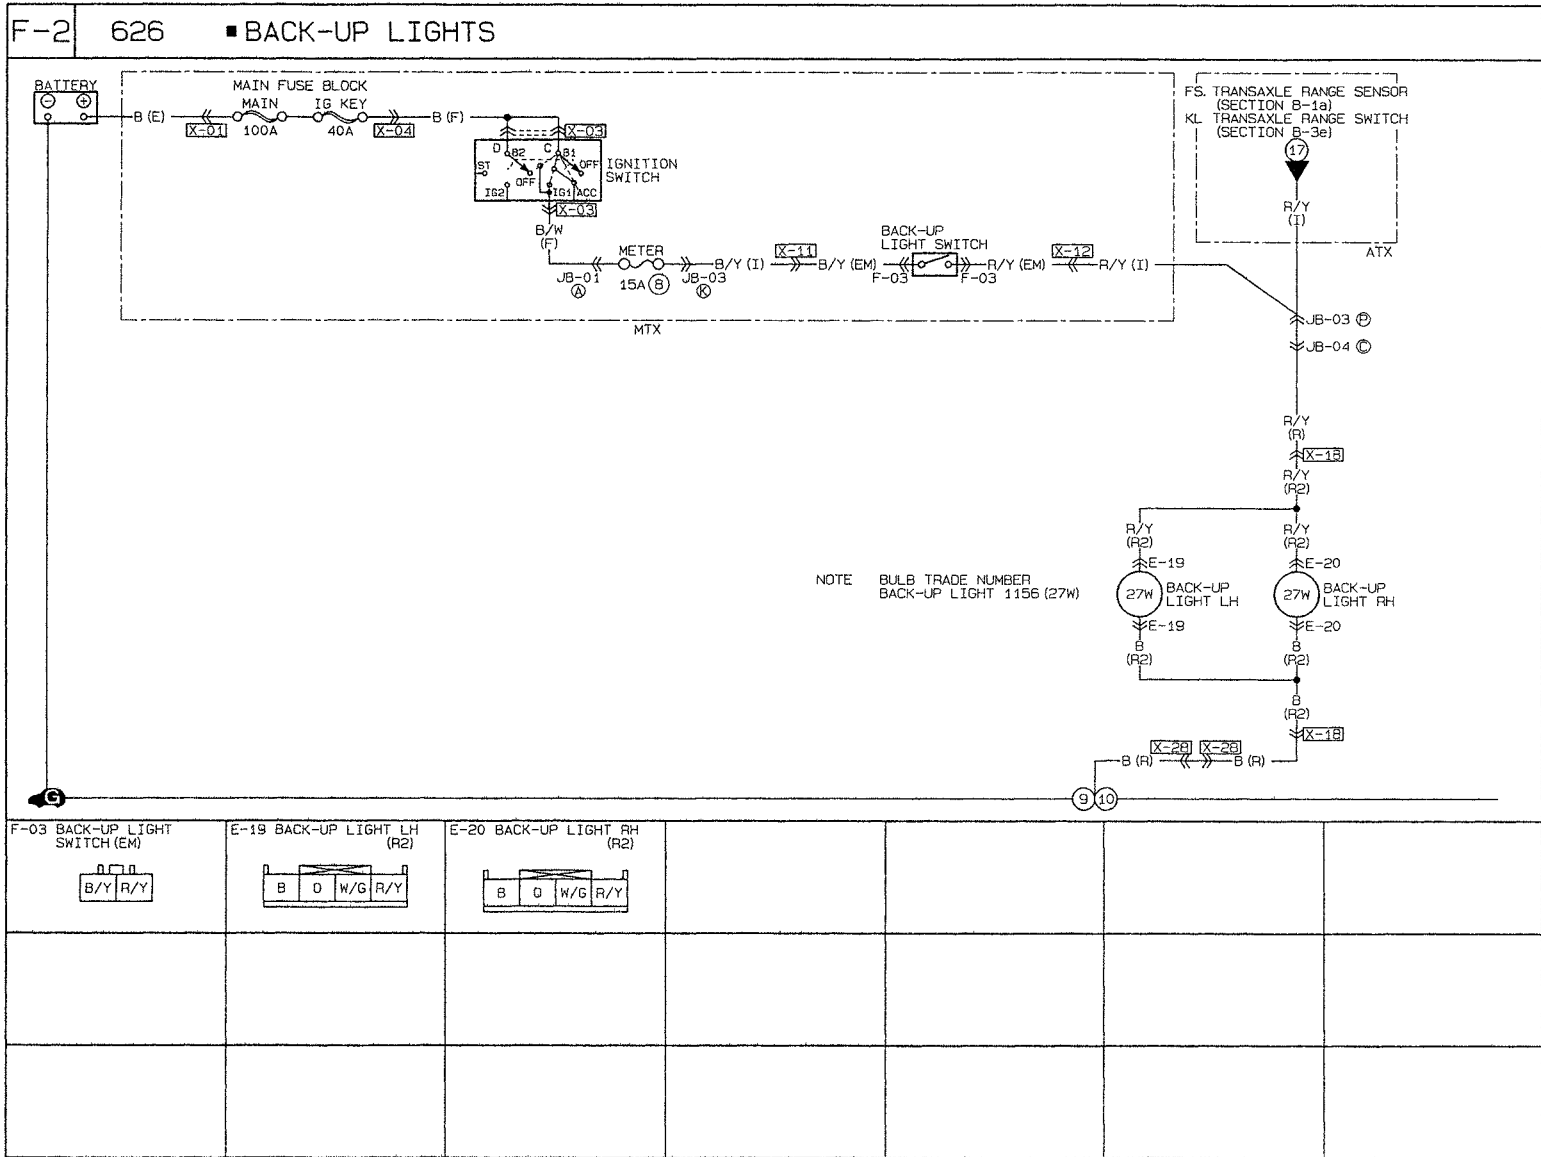 F-2 626 ■BACK-UP LIGHTS
BATTERY
MAIN FUSE BLOCK
MAIN IG KEY
B (E)
X-01
100A
40A
X-04
B (F)
X-03
D B2
C B1
ST
OFF
OFF
IG2
IG1
ACC
IGNITION
SWITCH
X-03
B/W
(F)
METER
JB-01
A
15A 8
JB-03
K
B/Y (I)
X-11
B/Y (EM)
BACK-UP
LIGHT SWITCH
F-03
F-03
R/Y (EM)
X-12
R/Y (I)
MTX
FS. TRANSAXLE RANGE SENSOR
(SECTION B-1a)
KL TRANSAXLE RANGE SWITCH
(SECTION B-3e)
17
R/Y
(I)
ATX
JB-03 P
JB-04 C
R/Y
(R)
X-18
R/Y
(R2)
R/Y
(R2)
R/Y
(R2)
E-19
E-20
NOTE BULB TRADE NUMBER
BACK-UP LIGHT 1156 (27W)
27W
BACK-UP
LIGHT LH
27W
BACK-UP
LIGHT RH
E-19
E-20
B
(R2)
B
(R2)
B
(R2)
X-18
X-28 X-28
B (R)
B (R)
G
9 10
F-03 BACK-UP LIGHT
SWITCH (EM)
B/Y R/Y
E-19 BACK-UP LIGHT LH
(R2)
B O W/G R/Y
E-20 BACK-UP LIGHT RH
(R2)
B O W/G R/Y